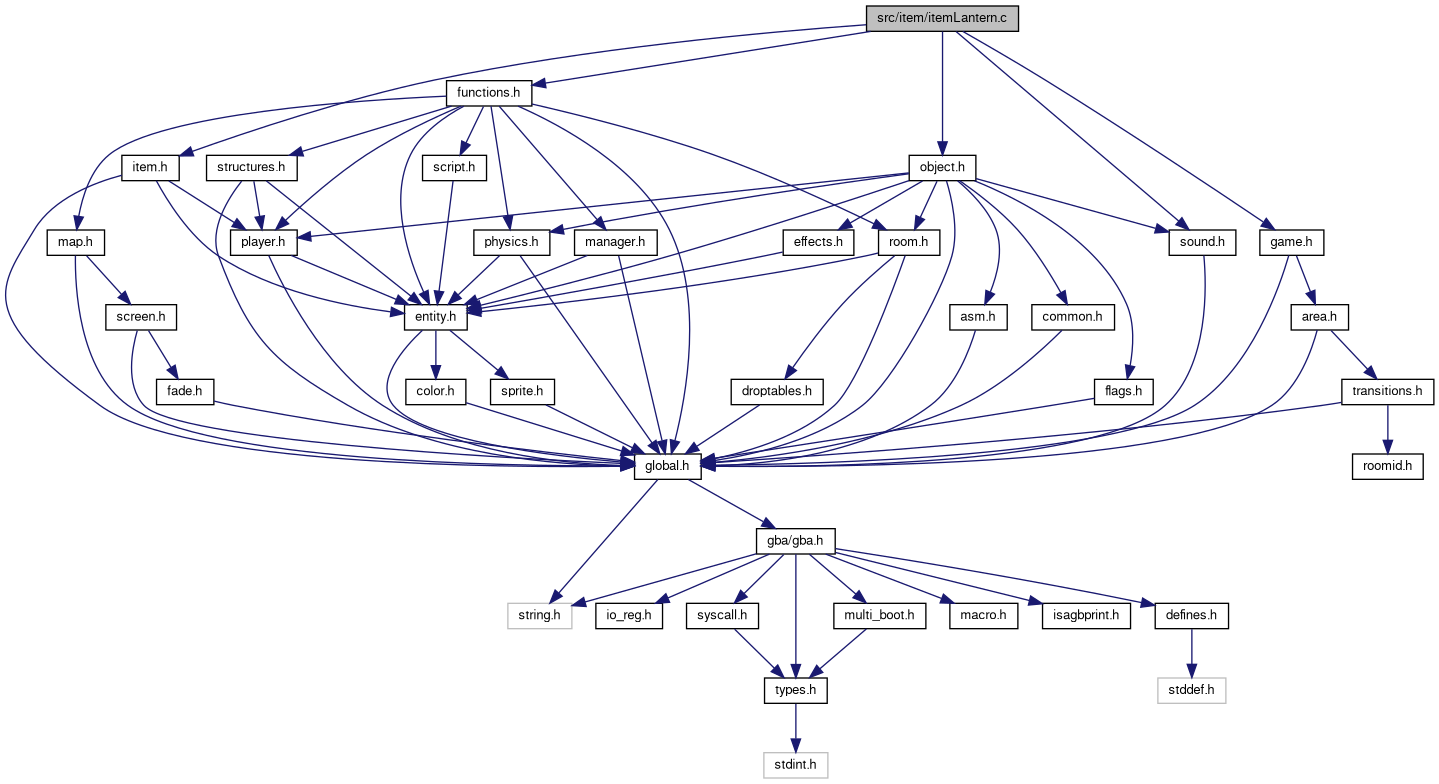 src/item/itemLantern.c
functions.h
item.h
structures.h
script.h
object.h
map.h
player.h
physics.h
manager.h
effects.h
room.h
sound.h
game.h
screen.h
entity.h
asm.h
common.h
area.h
fade.h
color.h
sprite.h
droptables.h
flags.h
transitions.h
global.h
roomid.h
gba/gba.h
string.h
io_reg.h
syscall.h
multi_boot.h
macro.h
isagbprint.h
defines.h
types.h
stddef.h
stdint.h